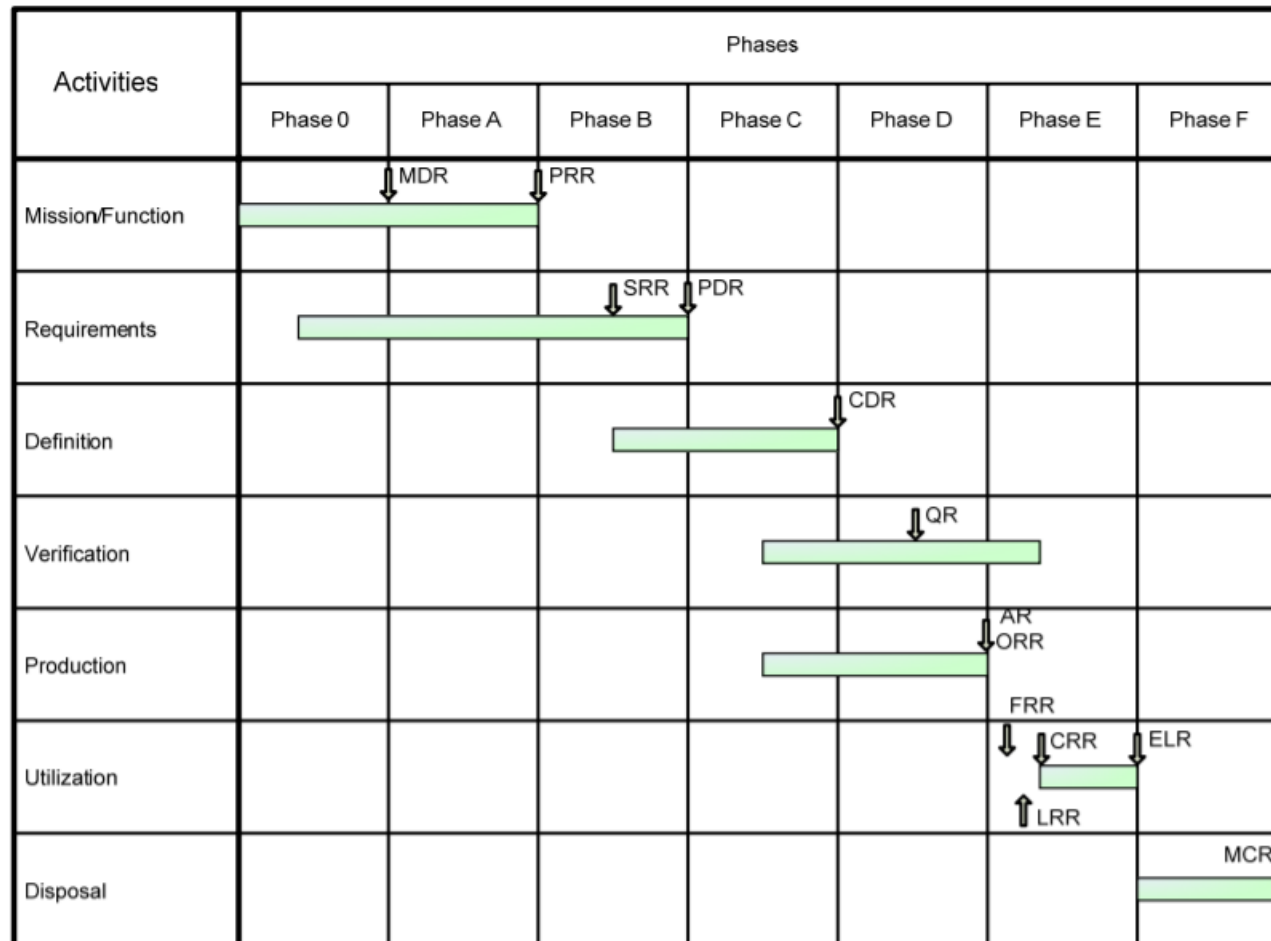 Activities
Phases
Phase 0
Phase A
Phase B
Phase C
Phase D
Phase E
Phase F
Mission/Function
MDR
PRR
Requirements
SRR
PDR
Definition
CDR
Verification
QR
Production
AR
ORR
Utilization
FRR
CRR
ELR
LRR
Disposal
MCR